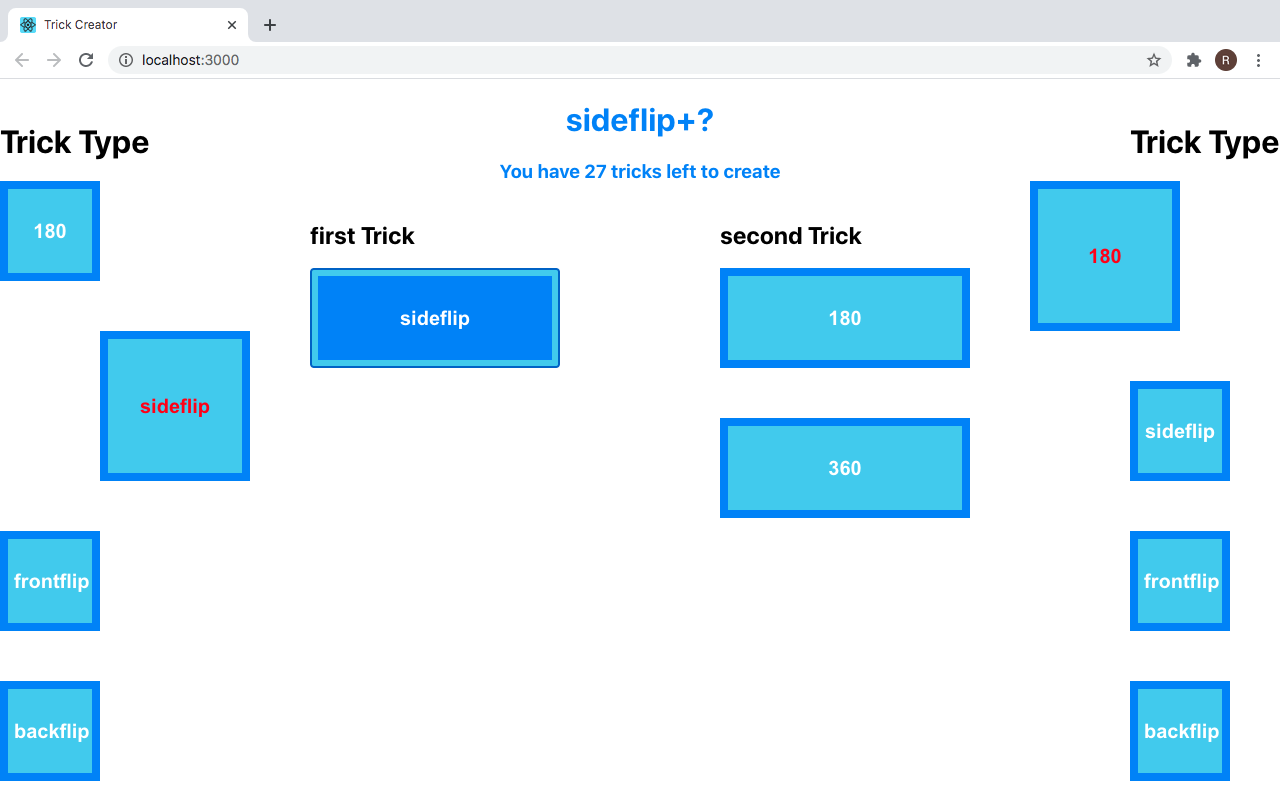 Trick Creator
localhost:3000
R
sideflip+?
You have 27 tricks left to create
Trick Type
180
sideflip
frontflip
backflip
first Trick
sideflip
second Trick
180
360
Trick Type
180
sideflip
frontflip
backflip